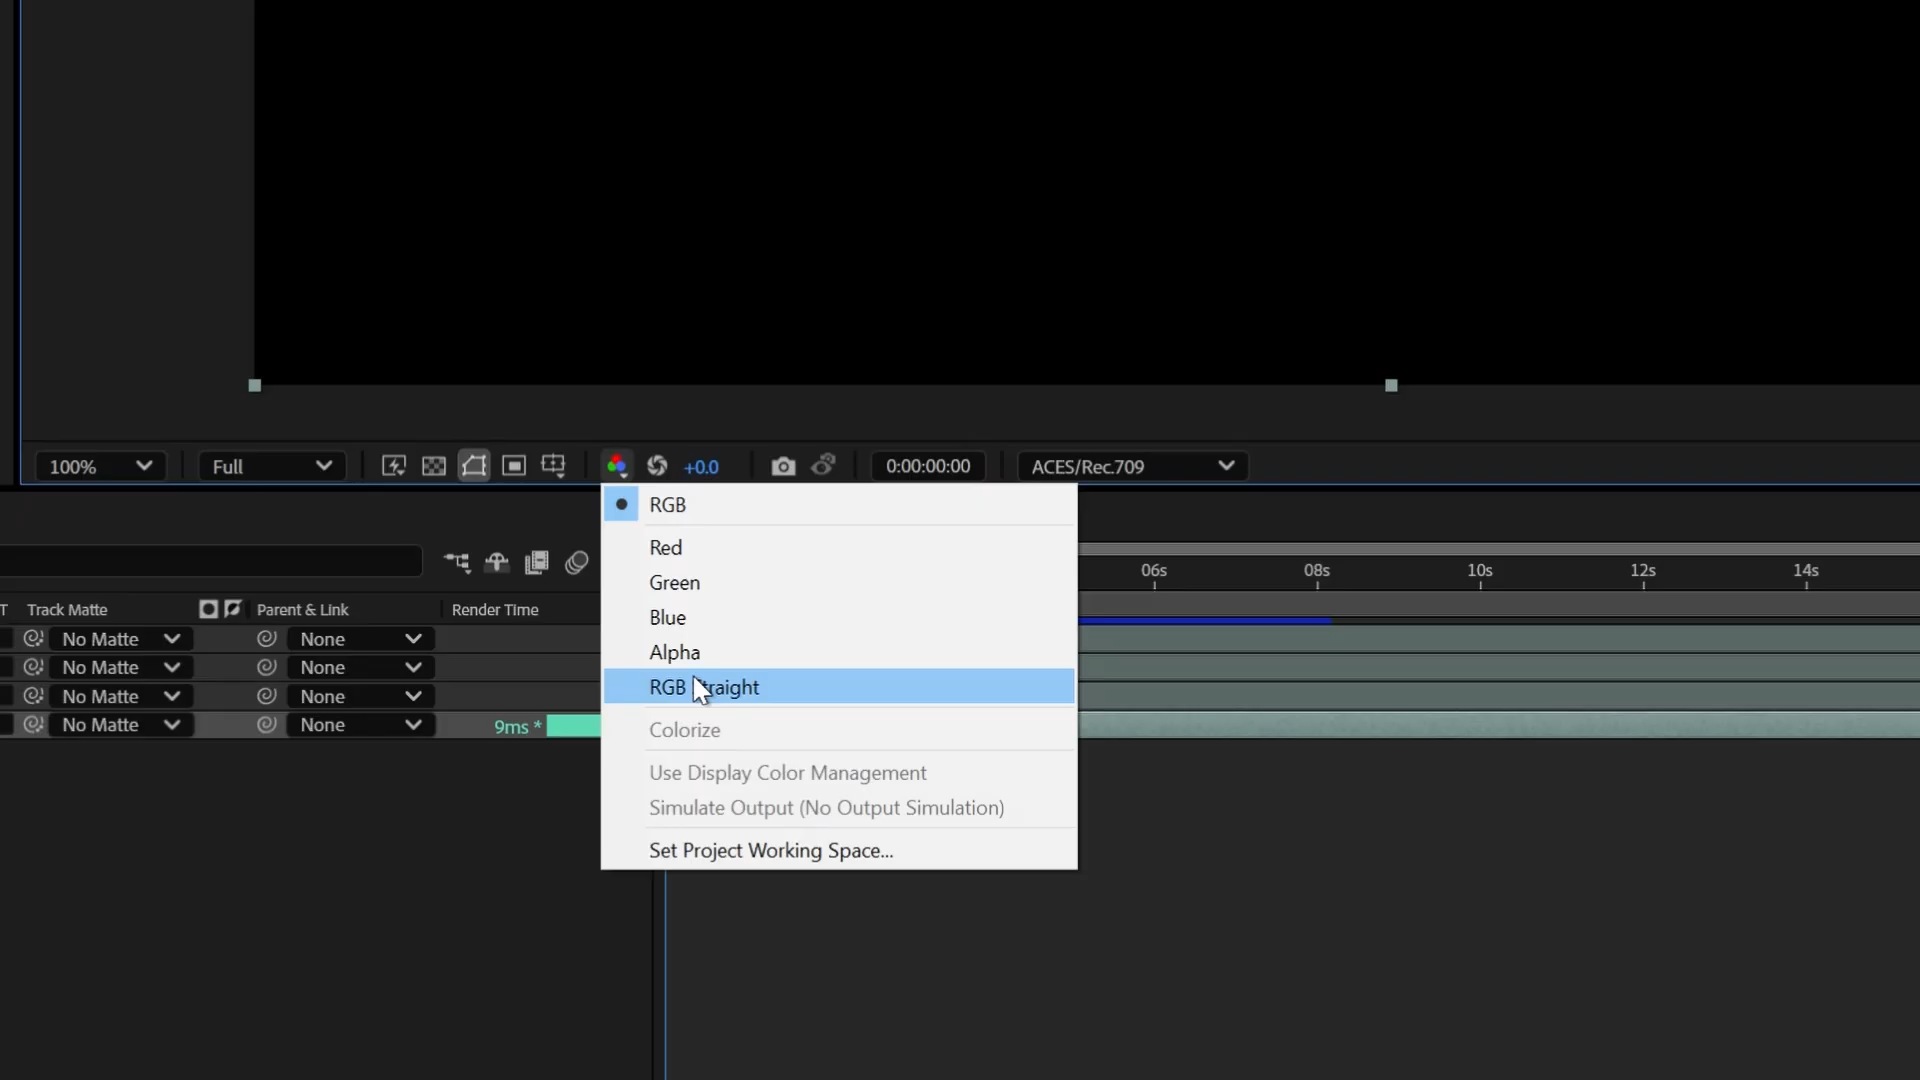 100% Full +0.0 0:00:00:00 ACES/Rec.709
RGB
Red
Green
Blue
Alpha
RGB Straight
Colorize
Use Display Color Management
Simulate Output (No Output Simulation)
Set Project Working Space...
06s 08s 10s 12s 14s
T Track Matte Parent & Link Render Time
No Matte None
No Matte None
No Matte None
No Matte None 9ms *